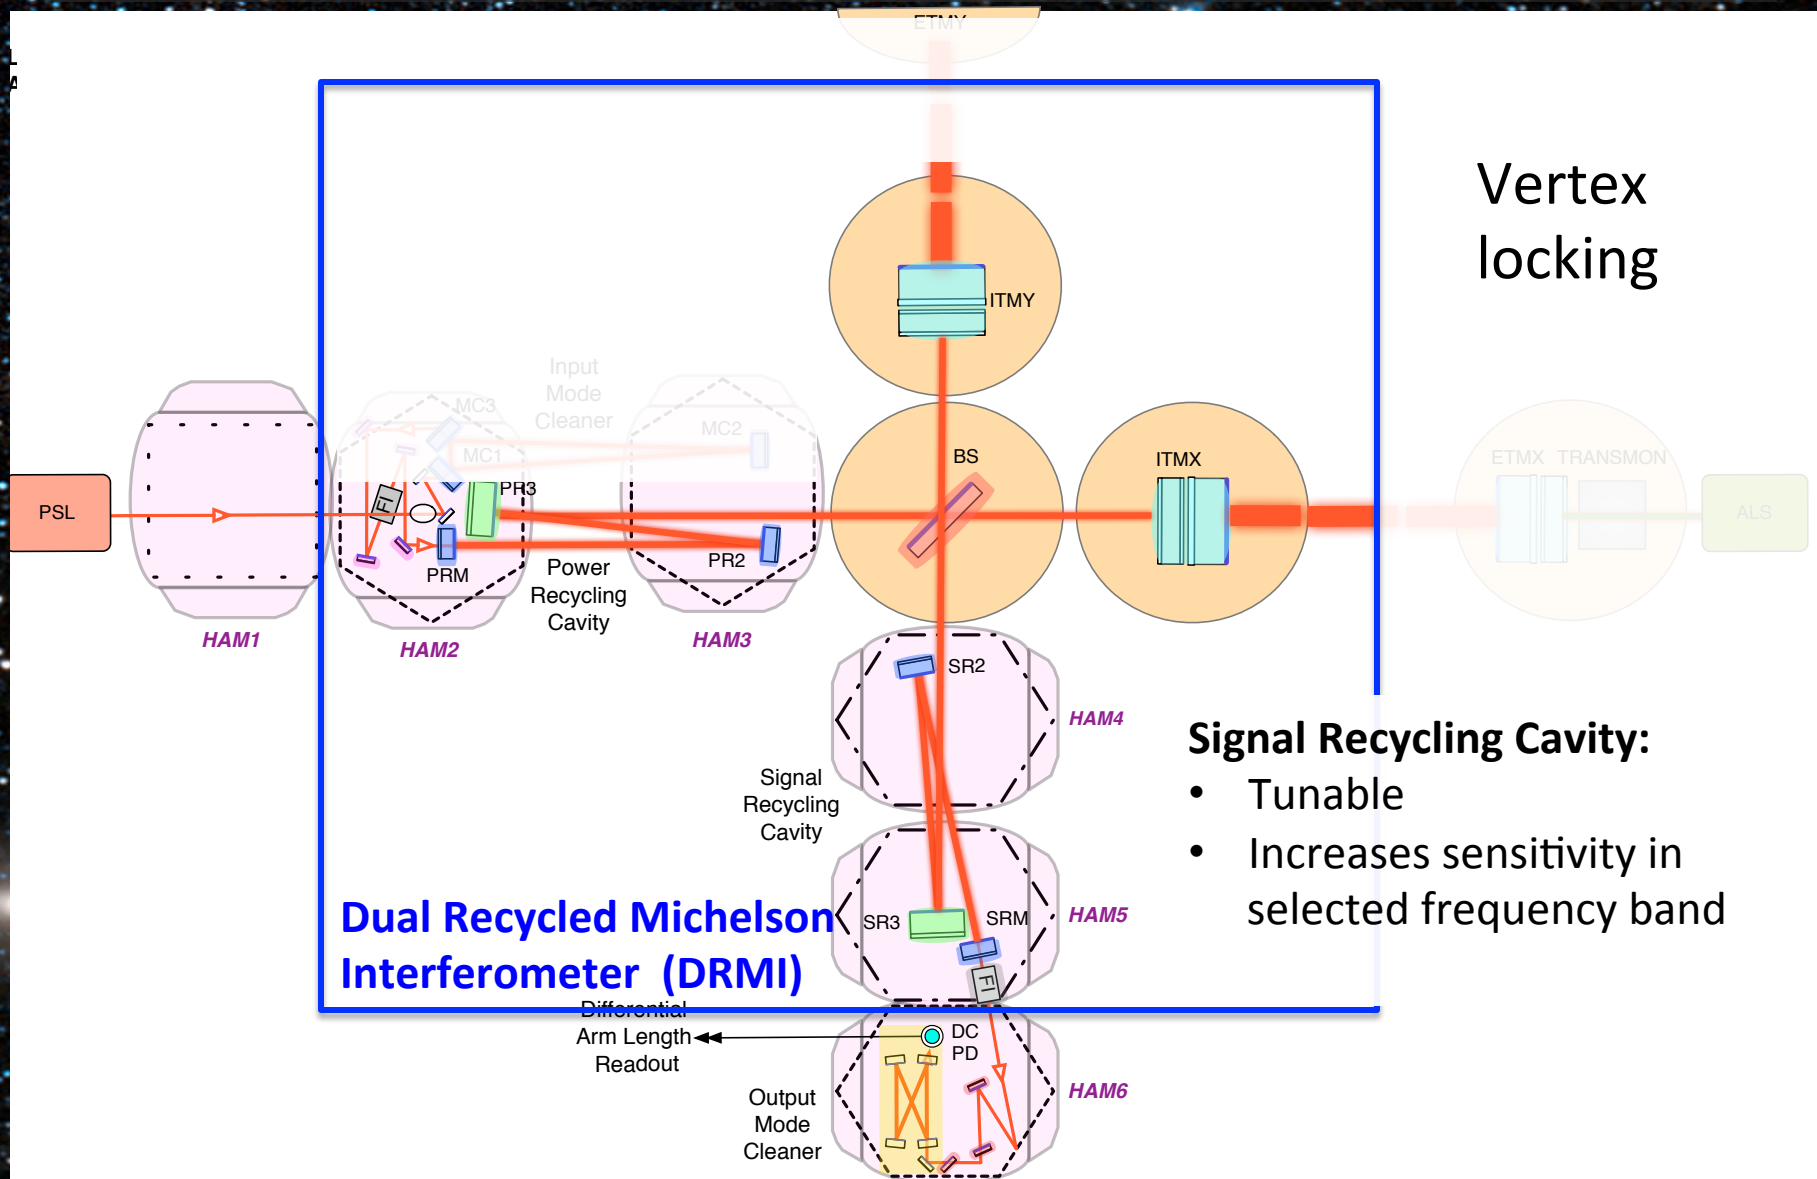 ETMY
Vertex
locking
ITMY
Input
Mode
Cleaner
MC3
MC2
MC1
BS
ITMX
ETMX TRANSMON
PR3
FI
PSL
ALS
PR2
PRM
Power
Recycling
Cavity
HAM1
HAM2
HAM3
SR2
HAM4
Signal
Recycling
Cavity
Signal Recycling Cavity:
• Tunable
• Increases sensitivity in
selected frequency band
Dual Recycled Michelson
Interferometer (DRMI)
SR3
SRM
HAM5
FI
Differential
Arm Length
Readout
DC
PD
Output
Mode
Cleaner
HAM6